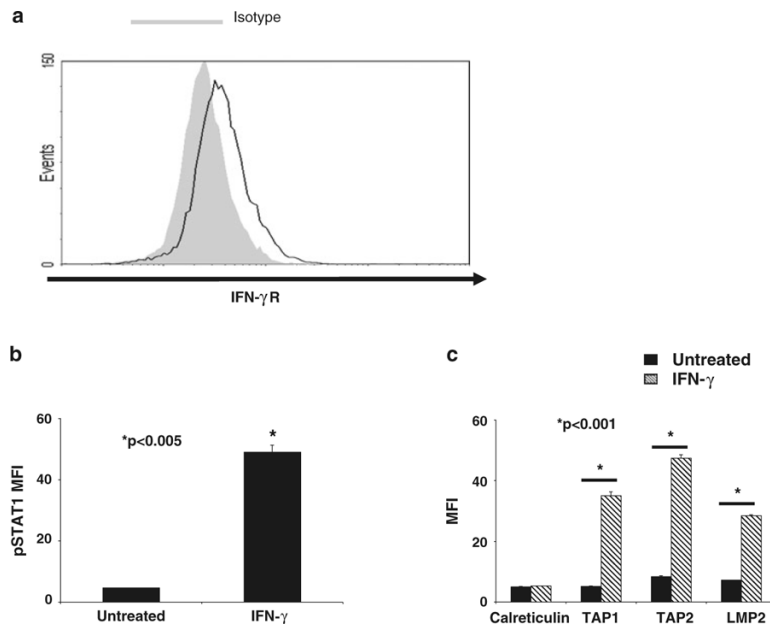 a
Isotype
150
Events
0
IFN-γ R
b
60
*p<0.005
*
40
pSTAT1 MFI
20
0
Untreated
IFN-γ
c
Untreated
IFN-γ
60
*p<0.001
*
*
*
40
MFI
20
0
Calreticulin
TAP1
TAP2
LMP2